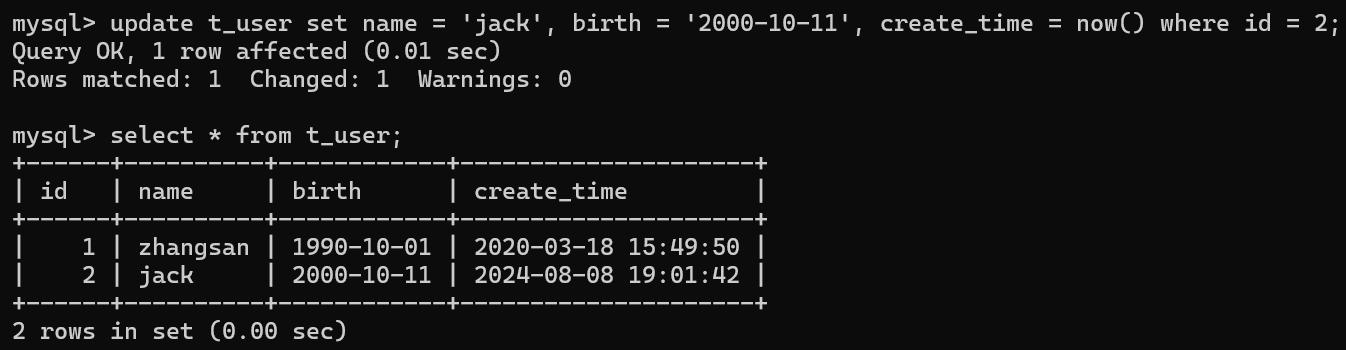 mysql> update t_user set name = 'jack', birth = '2000-10-11', create_time = now() where id = 2;
Query OK, 1 row affected (0.01 sec)
Rows matched: 1  Changed: 1  Warnings: 0

mysql> select * from t_user;
+------+----------+------------+---------------------+
| id   | name     | birth      | create_time         |
+------+----------+------------+---------------------+
|    1 | zhangsan | 1990-10-01 | 2020-03-18 15:49:50 |
|    2 | jack     | 2000-10-11 | 2024-08-08 19:01:42 |
+------+----------+------------+---------------------+
2 rows in set (0.00 sec)